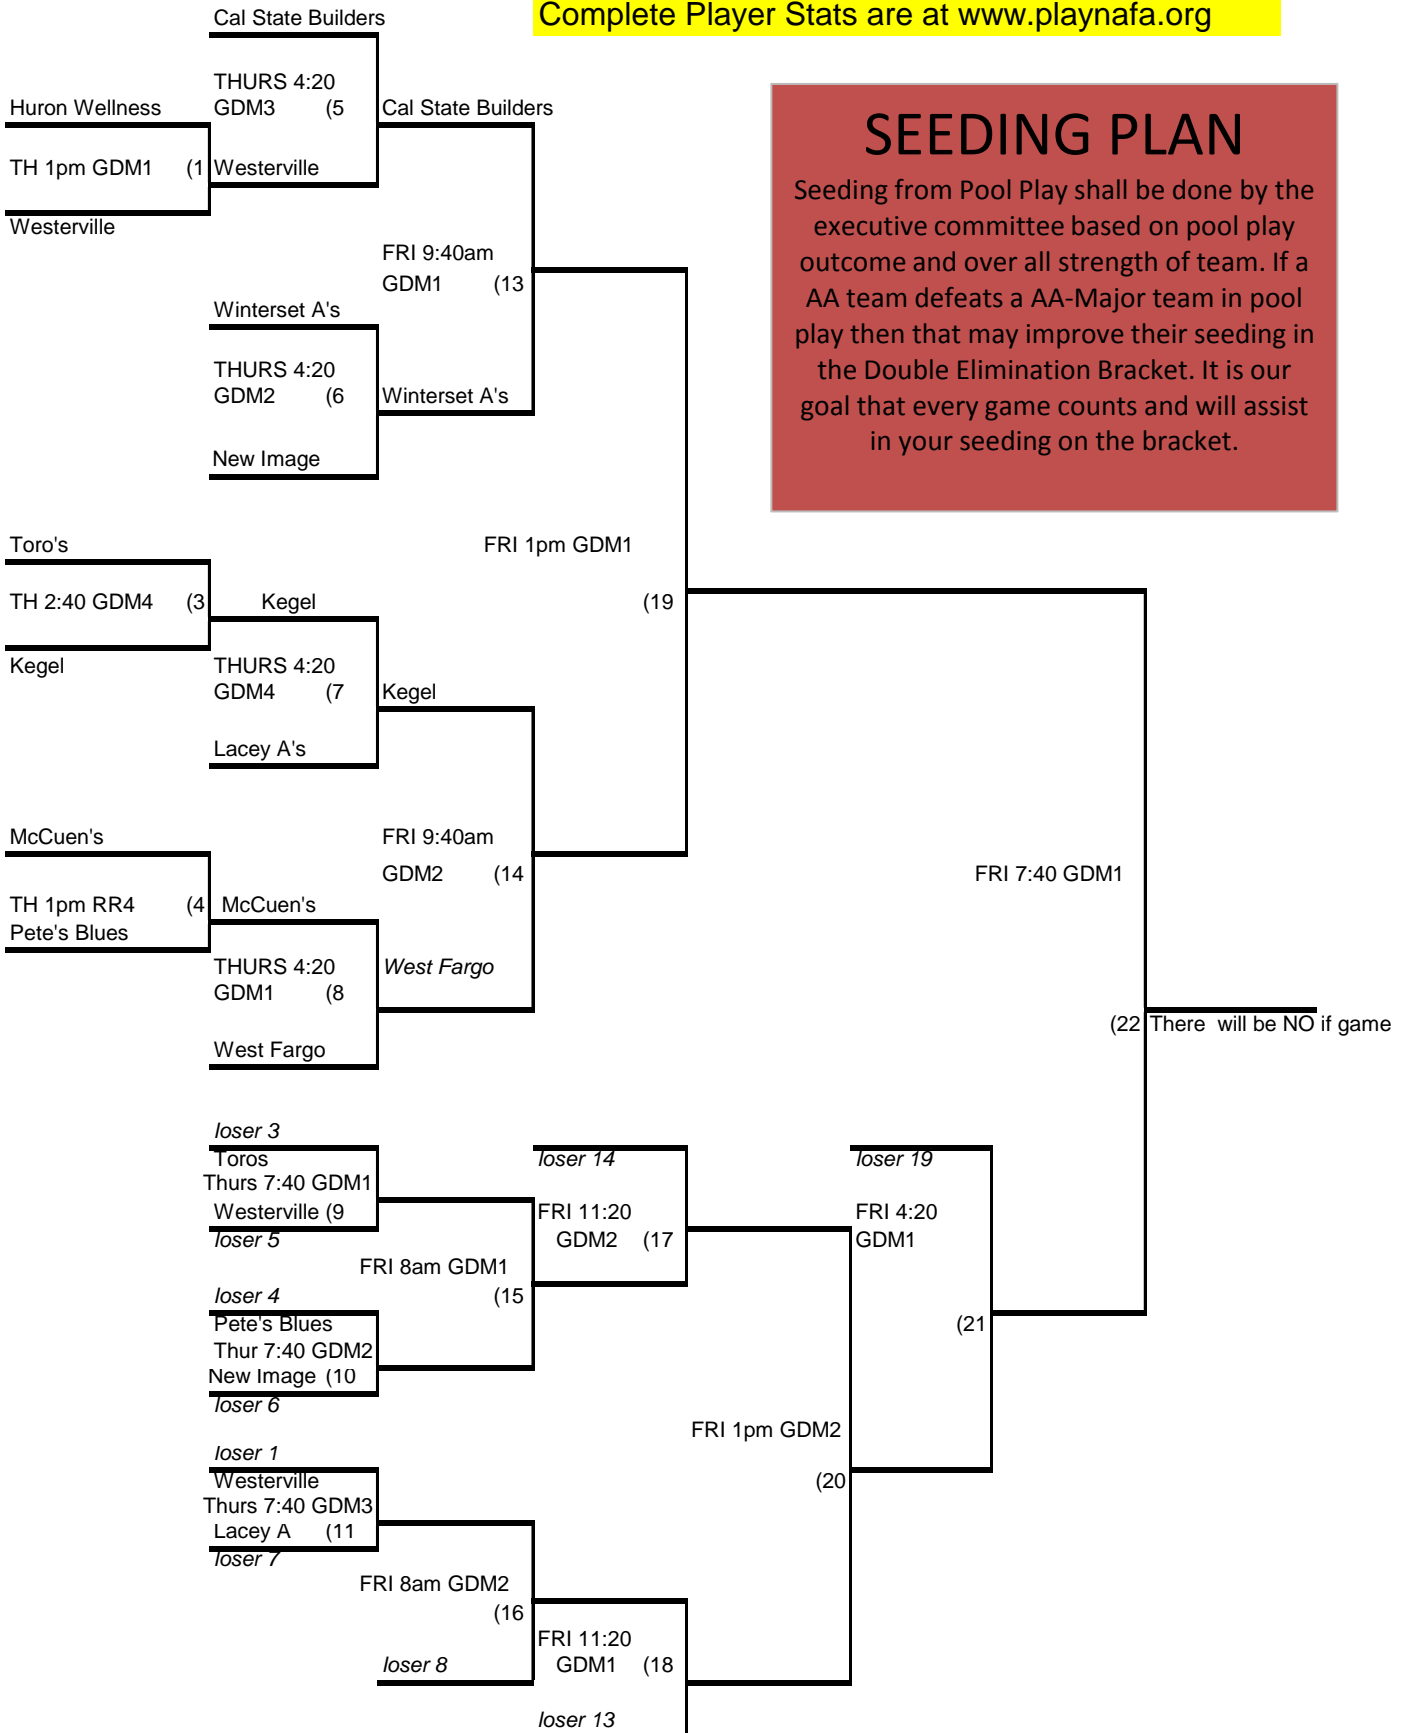 Cal State Builders
Complete Player Stats are at www.playnafa.org
THURS 4:20
GDM3 (5
Cal State Builders
Huron Wellness
TH 1pm GDM1 (1
Westerville
Westerville
SEEDING PLAN
Seeding from Pool Play shall be done by the
executive committee based on pool play
outcome and over all strength of team. If a
AA team defeats a AA-Major team in pool
play then that may improve their seeding in
the Double Elimination Bracket. It is our
goal that every game counts and will assist
in your seeding on the bracket.
FRI 9:40am
GDM1 (13
Winterset A's
THURS 4:20
GDM2 (6
Winterset A's
New Image
Toro's
FRI 1pm GDM1
TH 2:40 GDM4 (3
Kegel
(19
Kegel
THURS 4:20
GDM4 (7
Kegel
Lacey A's
McCuen's
FRI 9:40am
GDM2 (14
FRI 7:40 GDM1
TH 1pm RR4 (4
McCuen's
Pete's Blues
THURS 4:20
GDM1 (8
West Fargo
West Fargo
(22
There will be NO if game
loser 3
Toros
Thurs 7:40 GDM1
Westerville (9
loser 5
loser 14
FRI 11:20
GDM2 (17
loser 19
FRI 4:20
GDM1
FRI 8am GDM1
(15
loser 4
Pete's Blues
Thur 7:40 GDM2
New Image (10
loser 6
(21
FRI 1pm GDM2
(20
loser 1
Westerville
Thurs 7:40 GDM3
Lacey A (11
loser 7
FRI 8am GDM2
(16
FRI 11:20
GDM1 (18
loser 8
loser 13